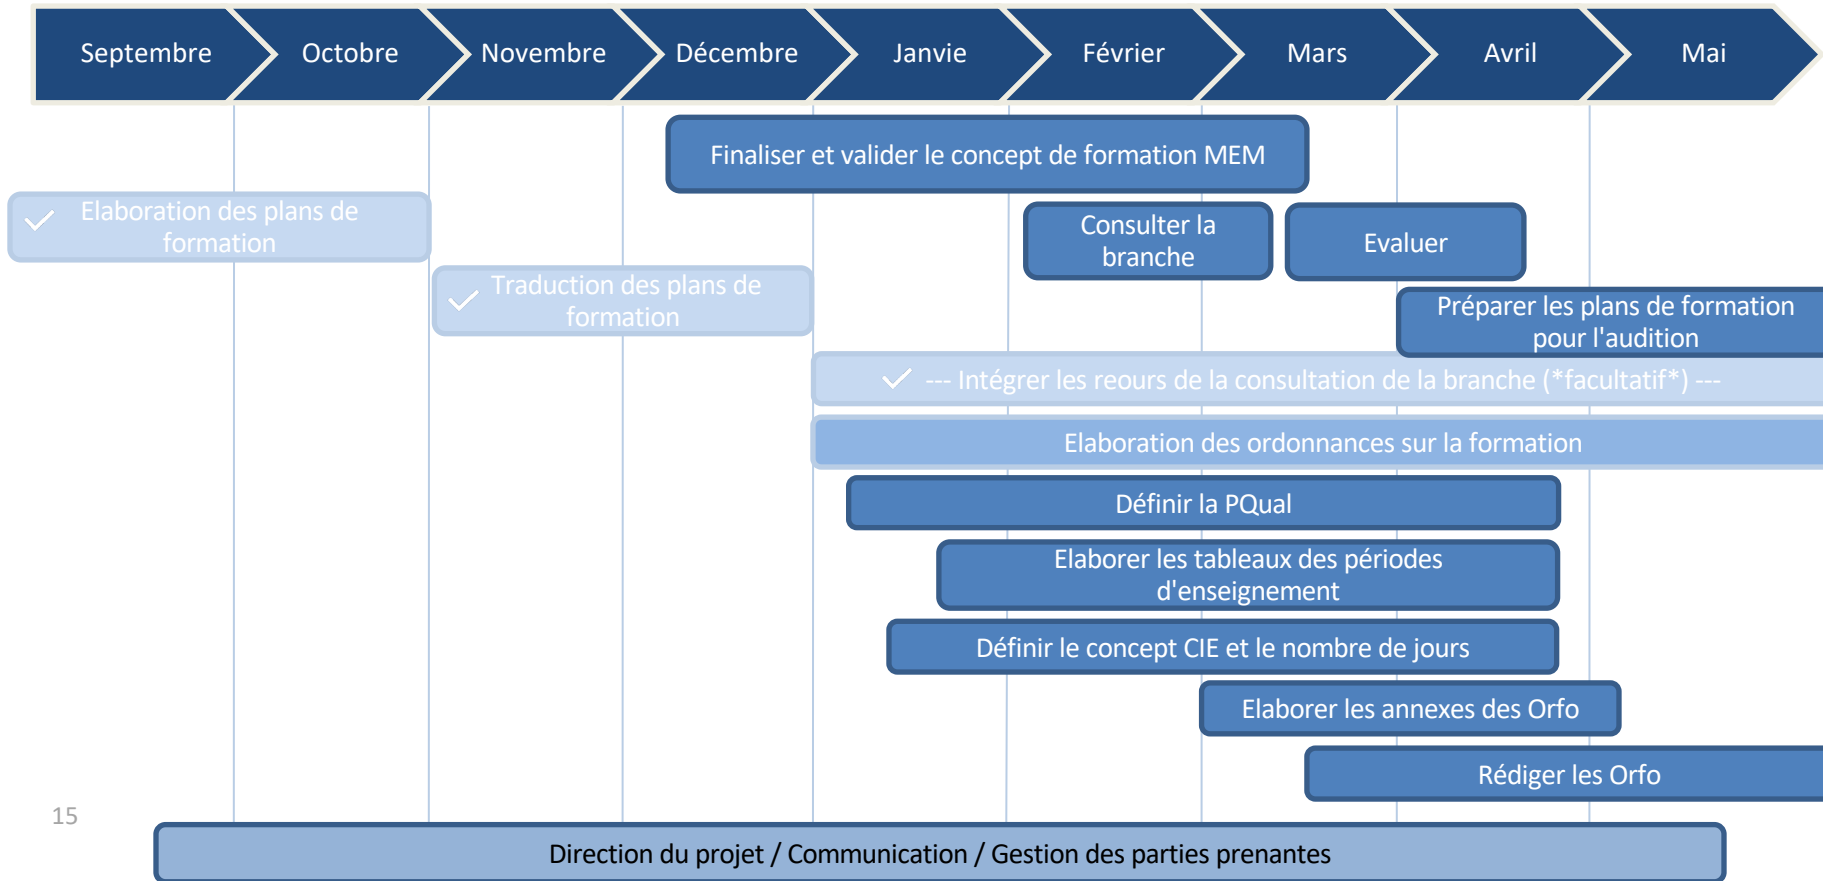 Septembre
Octobre
Novembre
Décembre
Janvie
Février
Mars
Avril
Mai
Finaliser et valider le concept de formation MEM
Elaboration des plans de
formation
Consulter la
branche
Evaluer
Traduction des plans de
formation
Préparer les plans de formation
pour l'audition
--- Intégrer les reours de la consultation de la branche (*facultatif*) ---
Elaboration des ordonnances sur la formation
Définir la PQual
Elaborer les tableaux des périodes
d'enseignement
Définir le concept CIE et le nombre de jours
Elaborer les annexes des Orfo
Rédiger les Orfo
15
Direction du projet / Communication / Gestion des parties prenantes